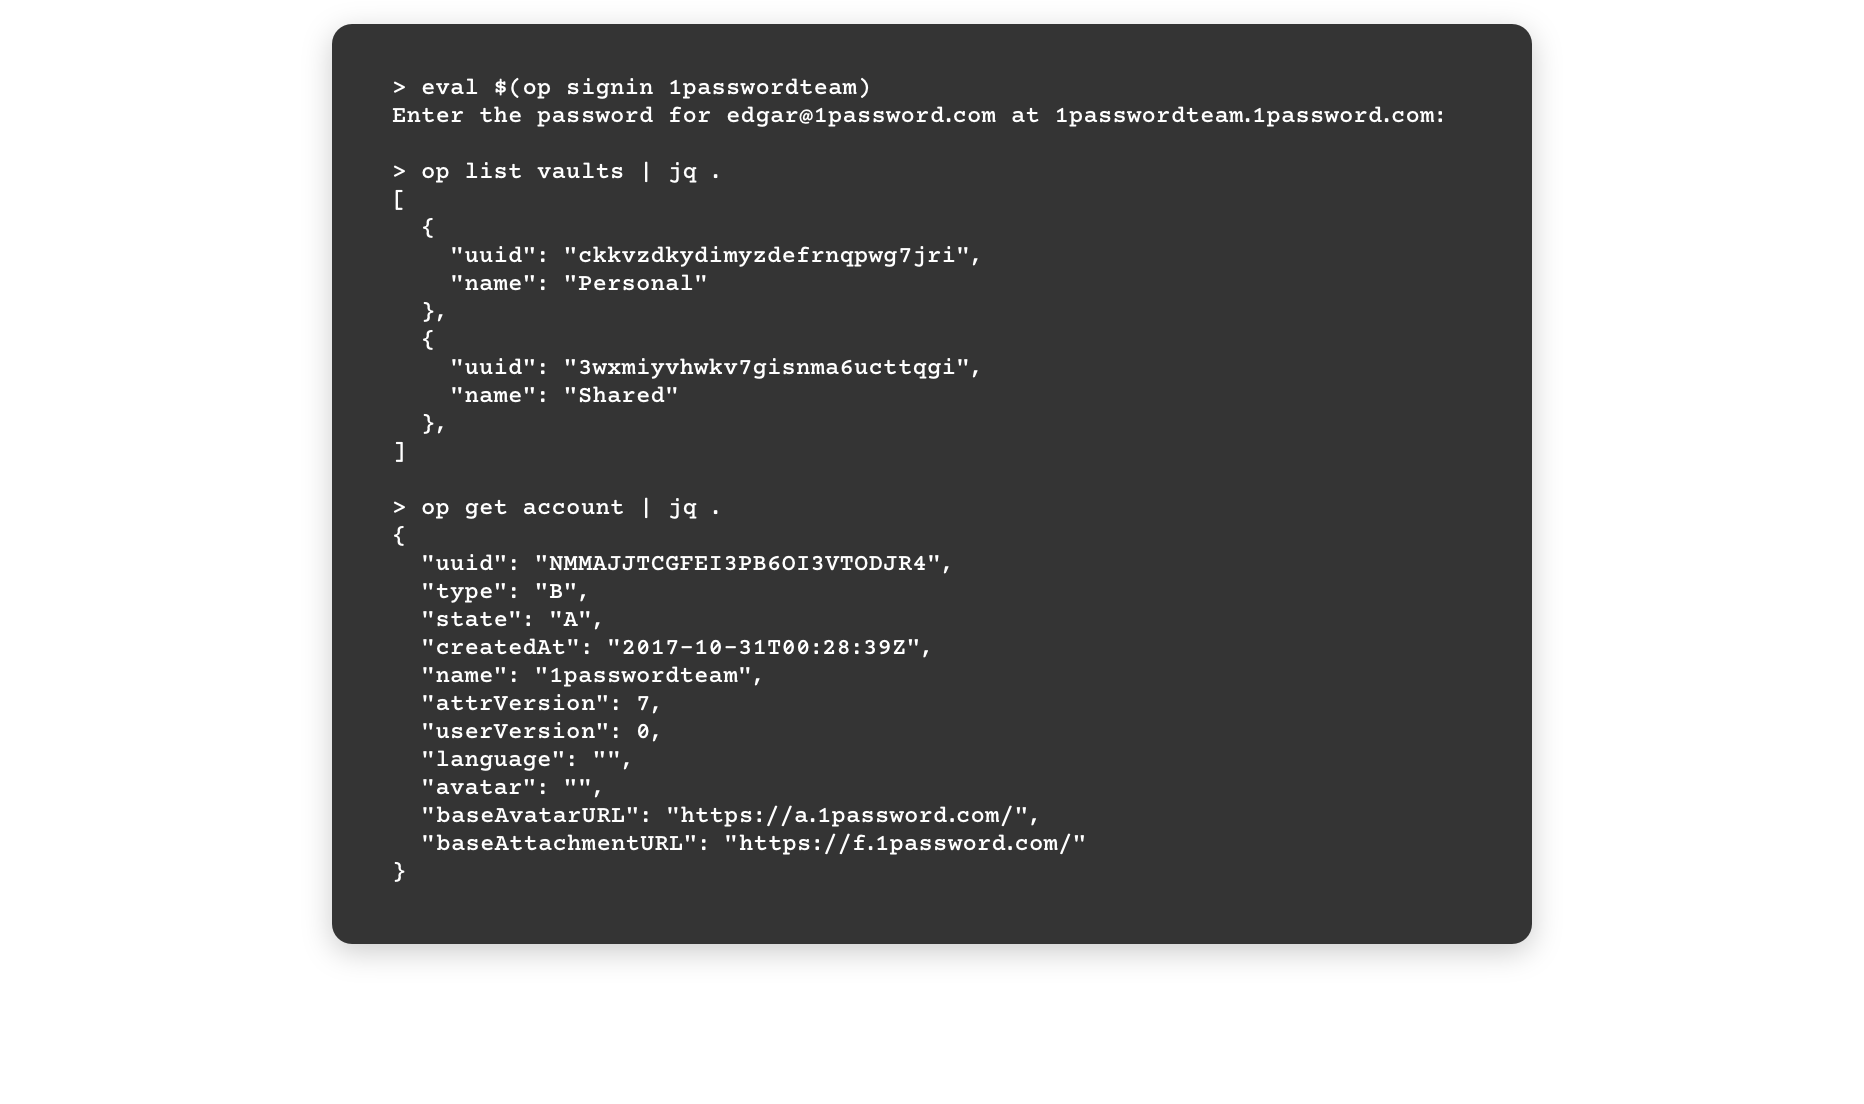 > eval $(op signin 1passwordteam)
Enter the password for edgar@1password.com at 1passwordteam.1password.com:

> op list vaults | jq .
[
  {
    "uuid": "ckkvzdkydimyzdefrnqpwg7jri",
    "name": "Personal"
  },
  {
    "uuid": "3wxmiyvhwkv7gisnma6ucttqgi",
    "name": "Shared"
  },
]

> op get account | jq .
{
  "uuid": "NMMAJJTCGFEI3PB6OI3VTODJR4",
  "type": "B",
  "state": "A",
  "createdAt": "2017-10-31T00:28:39Z",
  "name": "1passwordteam",
  "attrVersion": 7,
  "userVersion": 0,
  "language": "",
  "avatar": "",
  "baseAvatarURL": "https://a.1password.com/",
  "baseAttachmentURL": "https://f.1password.com/"
}